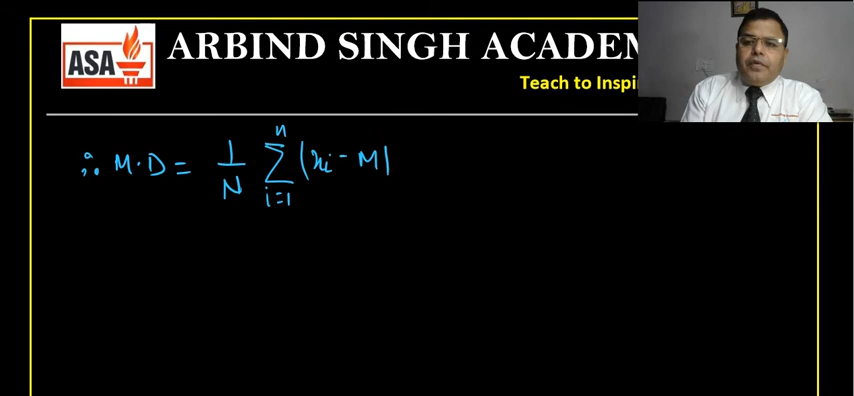 ASA
ARBIND SINGH ACADEM
Teach to Inspi
∴ M.D = 1/N n∑i=1 |xi - M|